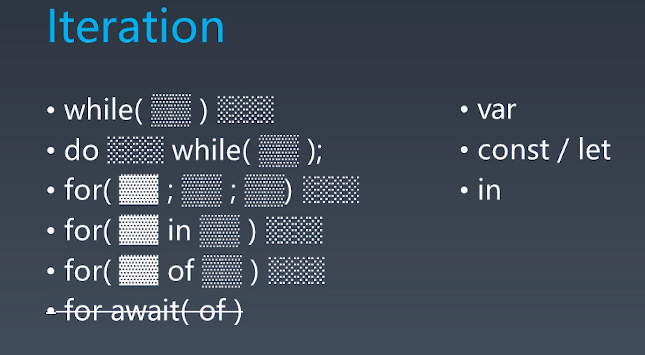 Iteration
• while( ▒▒ ) ░░░
• do ░░░ while( ▒▒ );
• for( ▓▓ ; ▒▒ ; ▒▒) ░░░
• for( ▓▓ in ▒▒ ) ░░░
• for( ▓▓ of ▒▒ ) ░░░
• for await( of )
• var
• const / let
• in